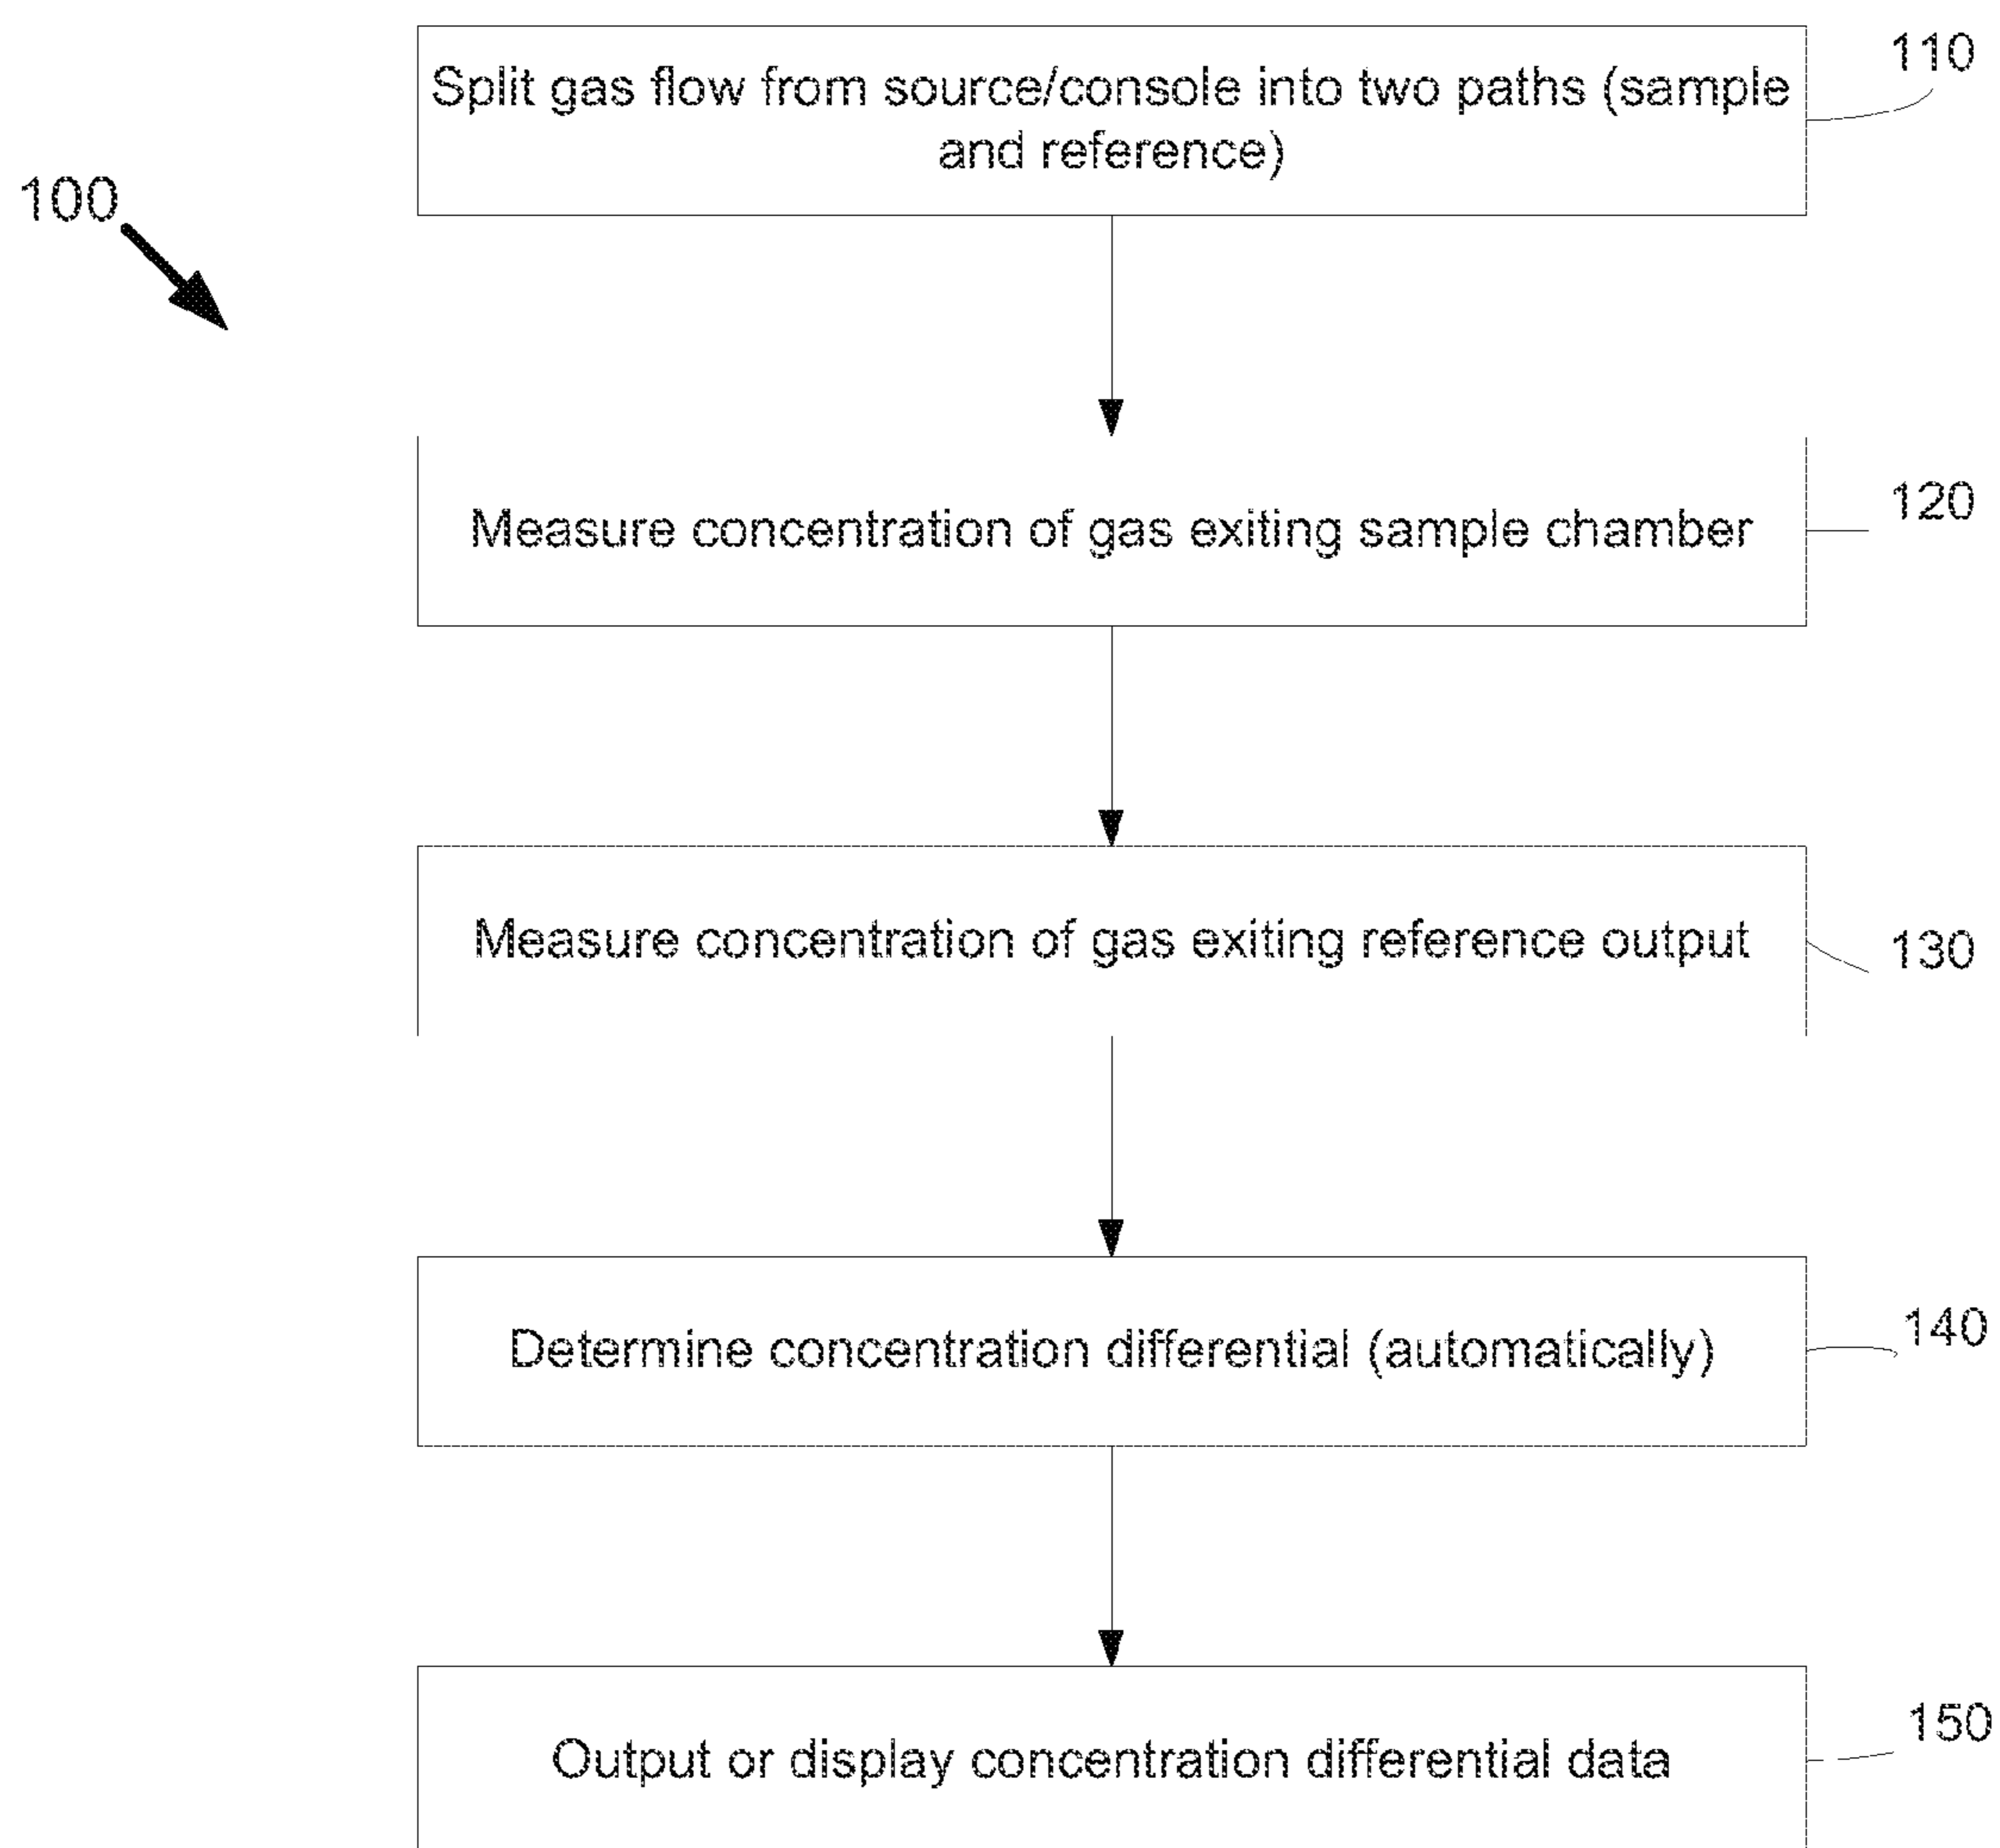 Split gas flow from source/console into two paths (sample
and reference)
110
100
Measure concentration of gas exiting sample chamber
120
Measure concentration of gas exiting reference output
130
Determine concentration differential (automatically)
140
Output or display concentration differential data
150